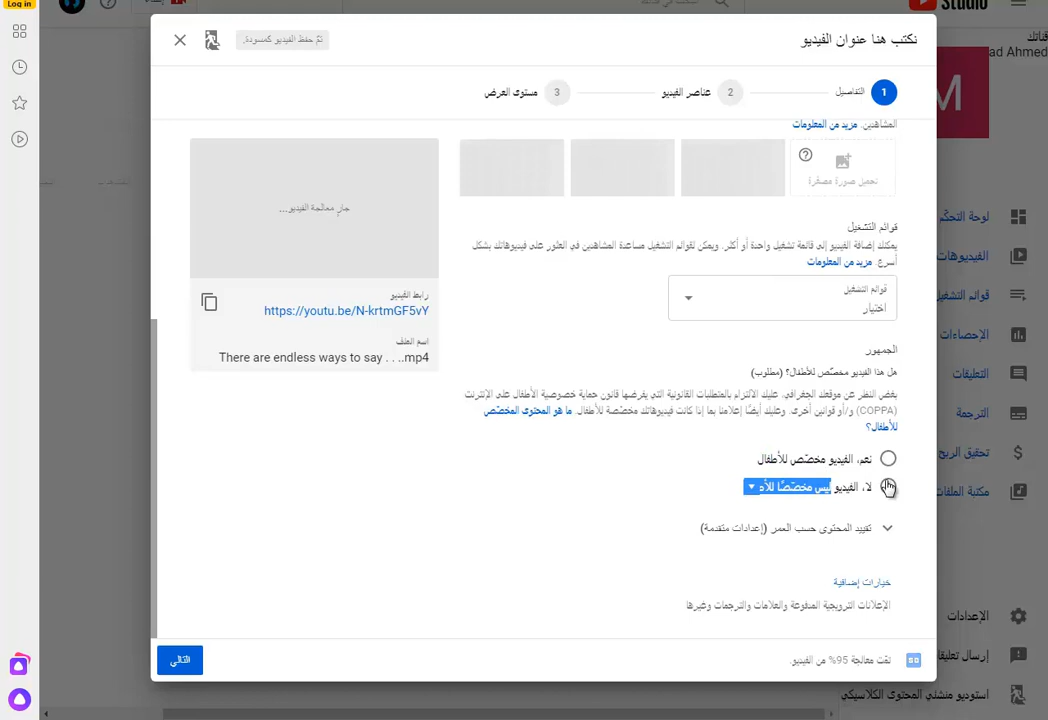 Log in
STUDIO
قناتك
ad Ahmed
نكتب هنا عنوان الفيديو
تمّ حفظ الفيديو كمسودة.
1
التفاصيل
2
عناصر الفيديو
3
مستوى العرض
المشاهدين. مزيد من المعلومات
تحميل صورة مصغّرة
جارٍ معالجة الفيديو...
رابط الفيديو
https://youtu.be/N-krtmGF5vY
اسم الملف
There are endless ways to say . . ..mp4
قوائم التشغيل
يمكنك إضافة الفيديو إلى قائمة تشغيل واحدة أو أكثر. ويمكن لقوائم التشغيل مساعدة المشاهدين في العثور على فيديوهاتك بشكل
أسرع. مزيد من المعلومات
قوائم التشغيل
اختيار
الجمهور
هل هذا الفيديو مخصّص للأطفال؟ (مطلوب)
بغض النظر عن موقعك الجغرافي، عليك الالتزام بالمتطلبات القانونية التي يفرضها قانون حماية خصوصية الأطفال على الإنترنت
(COPPA) و/أو قوانين أخرى. وعليك أيضًا إعلامنا بما إذا كانت فيديوهاتك مخصّصة للأطفال. ما هو المحتوى المخصّص
للأطفال؟
نعم، الفيديو مخصّص للأطفال
لا، الفيديو ليس مخصّصًا للأ
تقييد المحتوى حسب العمر (إعدادات متقدمة)
خيارات إضافية
الإعلانات الترويجية المدفوعة والعلامات والترجمات وغيرها
التالي
تمّت معالجة 95% من الفيديو.
لوحة التحكّم
الفيديوهات
قوائم التشغيل
الإحصاءات
التعليقات
الترجمة
تحقيق الربح
مكتبة الملفات
الإعدادات
إرسال تعليقا
استوديو منشئي المحتوى الكلاسيكي